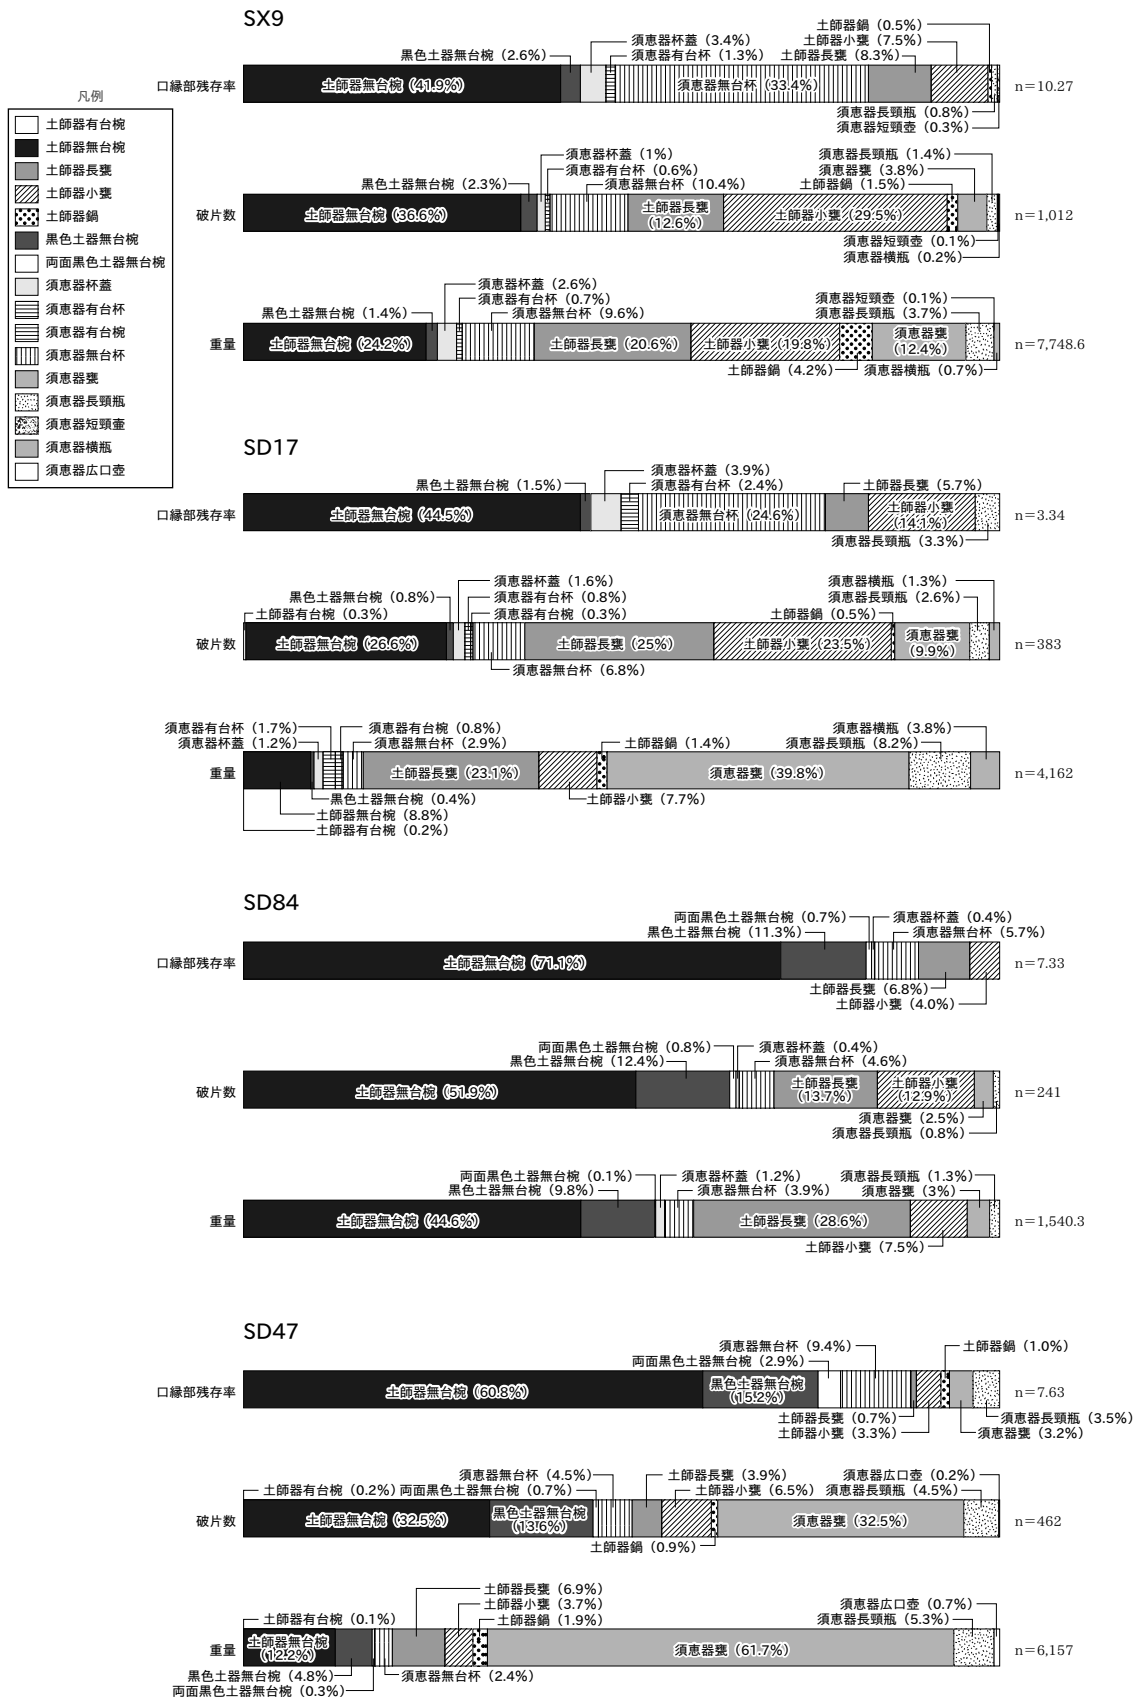 SX9
土師器鍋（0.5%）
須恵器杯蓋（3.4%）
土師器小甕（7.5%）
黒色土器無台椀（2.6%）
須恵器有台杯（1.3%）
土師器長甕（8.3%）
口縁部残存率
土師器無台椀（41.9%）
須恵器無台杯（33.4%）
n＝10.27
須恵器長頸瓶（0.8%）
須恵器短頸壺（0.3%）
凡例
土師器有台椀
土師器無台椀
土師器長甕
土師器小甕
土師器鍋
黒色土器無台椀
両面黒色土器無台椀
須恵器杯蓋
須恵器有台杯
須恵器有台椀
須恵器無台杯
須恵器甕
須恵器長頸瓶
須恵器短頸壷
須恵器横瓶
須恵器広口壺
須恵器杯蓋（1%）
須恵器長頸瓶（1.4%）
須恵器有台杯（0.6%）
須恵器甕（3.8%）
黒色土器無台椀（2.3%）
須恵器無台杯（10.4%）
土師器鍋（1.5%）
破片数
土師器無台椀（36.6%）
土師器長甕
（12.6%）
土師器小甕（29.5%）
n＝1,012
須恵器短頸壺（0.1%）
須恵器横瓶（0.2%）
須恵器杯蓋（2.6%）
須恵器有台杯（0.7%）
須恵器短頸壺（0.1%）
黒色土器無台椀（1.4%）
須恵器無台杯（9.6%）
須恵器長頸瓶（3.7%）
重量
土師器無台椀（24.2%）
土師器長甕（20.6%）
土師器小甕（19.8%）
須恵器甕
（12.4%）
n＝7,748.6
土師器鍋（4.2%）
須恵器横瓶（0.7%）
SD17
須恵器杯蓋（3.9%）
黒色土器無台椀（1.5%）
須恵器有台杯（2.4%）
土師器長甕（5.7%）
口縁部残存率
土師器無台椀（44.5%）
須恵器無台杯（24.6%）
土師器小甕
（14.1%）
n＝3.34
須恵器長頸瓶（3.3%）
須恵器杯蓋（1.6%）
須恵器横瓶（1.3%）
黒色土器無台椀（0.8%）
須恵器有台杯（0.8%）
須恵器長頸瓶（2.6%）
土師器有台椀（0.3%）
須恵器有台椀（0.3%）
土師器鍋（0.5%）
破片数
土師器無台椀（26.6%）
土師器長甕（25%）
土師器小甕（23.5%）
須恵器甕
（9.9%）
n＝383
須恵器無台杯（6.8%）
須恵器有台杯（1.7%）
須恵器有台椀（0.8%）
須恵器横瓶（3.8%）
須恵器杯蓋（1.2%）
須恵器無台杯（2.9%）
土師器鍋（1.4%）
須恵器長頸瓶（8.2%）
重量
土師器長甕（23.1%）
須恵器甕（39.8%）
n＝4,162
黒色土器無台椀（0.4%）
土師器小甕（7.7%）
土師器無台椀（8.8%）
土師器有台椀（0.2%）
SD84
両面黒色土器無台椀（0.7%）
須恵器杯蓋（0.4%）
黒色土器無台椀（11.3%）
須恵器無台杯（5.7%）
口縁部残存率
土師器無台椀（71.1%）
n＝7.33
土師器長甕（6.8%）
土師器小甕（4.0%）
両面黒色土器無台椀（0.8%）
須恵器杯蓋（0.4%）
黒色土器無台椀（12.4%）
須恵器無台杯（4.6%）
破片数
土師器無台椀（51.9%）
土師器長甕
（13.7%）
土師器小甕
（12.9%）
n＝241
須恵器甕（2.5%）
須恵器長頸瓶（0.8%）
両面黒色土器無台椀（0.1%）
須恵器杯蓋（1.2%）
須恵器長頸瓶（1.3%）
黒色土器無台椀（9.8%）
須恵器無台杯（3.9%）
須恵器甕（3%）
重量
土師器無台椀（44.6%）
土師器長甕（28.6%）
n＝1,540.3
土師器小甕（7.5%）
SD47
須恵器無台杯（9.4%）
土師器鍋（1.0%）
両面黒色土器無台椀（2.9%）
口縁部残存率
土師器無台椀（60.8%）
黒色土器無台椀
（15.2%）
n＝7.63
土師器長甕（0.7%）
須恵器長頸瓶（3.5%）
土師器小甕（3.3%）
須恵器甕（3.2%）
須恵器無台杯（4.5%）
土師器長甕（3.9%）
須恵器広口壺（0.2%）
土師器有台椀（0.2%）
両面黒色土器無台椀（0.7%）
土師器小甕（6.5%）
須恵器長頸瓶（4.5%）
破片数
土師器無台椀（32.5%）
黒色土器無台椀
（13.6%）
須恵器甕（32.5%）
n＝462
土師器鍋（0.9%）
土師器長甕（6.9%）
土師器小甕（3.7%）
須恵器広口壺（0.7%）
土師器有台椀（0.1%）
土師器鍋（1.9%）
須恵器長頸瓶（5.3%）
重量
土師器無台椀
（12.2%）
須恵器甕（61.7%）
n＝6,157
黒色土器無台椀（4.8%）
須恵器無台杯（2.4%）
両面黒色土器無台椀（0.3%）